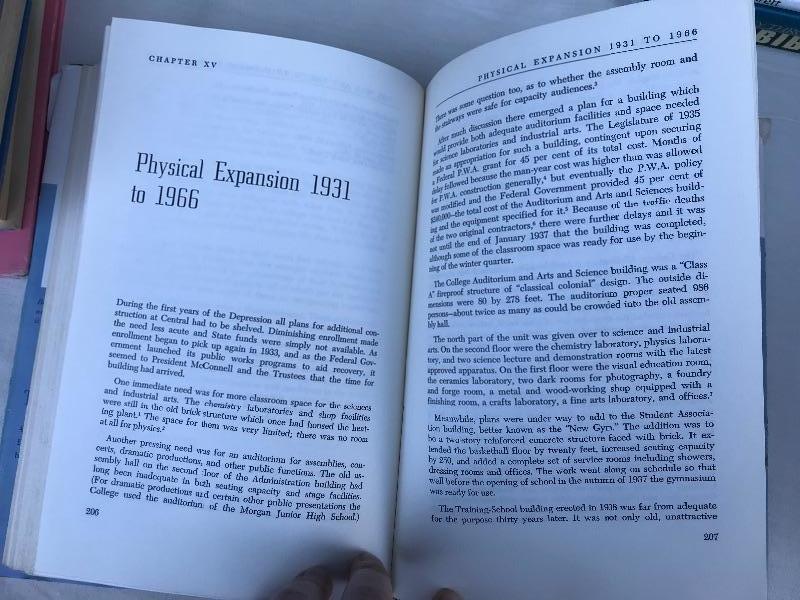 CHAPTER XV
Physical Expansion 1931
to 1966
During the first years of the Depression all plans for additional con-
struction at Central had to be shelved. Diminishing enrollment made
the need less acute and State funds were simply not available. As
enrollment began to pick up again in 1933, and as the Federal Gov-
ernment launched its public works programs to aid recovery, it
seemed to President McConnell and the Trustees that the time for
building had arrived.
One immediate need was for more classroom space for the sciences
and industrial arts. The chemistry laboratories and shop facilities
were still in the old brick structure which once had housed the heat-
ing plant.¹ The space for them was very limited; there was no room
at all for physics.²
Another pressing need was for an auditorium for assemblies, con-
certs, dramatic productions, and other public functions. The old as-
sembly hall on the second floor of the Administration building had
long been inadequate in both seating capacity and stage facilities.
(For dramatic productions and certain other public presentations the
College used the auditorium of the Morgan Junior High School.)
206
PHYSICAL EXPANSION 1931 TO 1966
There was some question too, as to whether the assembly room and
the stairways were safe for capacity audiences.³
After much discussion there emerged a plan for a building which
would provide both adequate auditorium facilities and space needed
for science laboratories and industrial arts. The Legislature of 1935
made an appropriation for such a building, contingent upon securing
a Federal P.W.A. grant for 45 per cent of its total cost. Months of
delay followed because the man-year cost was higher than was allowed
for P.W.A. construction generally,⁴ but eventually the P.W.A. policy
was modified and the Federal Government provided 45 per cent of
the total cost of the Auditorium and Arts and Sciences build-
ing and the equipment specified for it.⁵ Because of the traffic deaths
of the two original contractors,⁶ there were further delays and it was
not until the end of January 1937 that the building was completed,
although some of the classroom space was ready for use by the begin-
ning of the winter quarter.
The College Auditorium and Arts and Science building was a "Class
A" fireproof structure of "classical colonial" design. The outside di-
mensions were 80 by 278 feet. The auditorium proper seated 986
persons—about twice as many as could be crowded into the old assem-
bly hall.
The north part of the unit was given over to science and industrial
arts. On the second floor were the chemistry laboratory, physics labora-
tory, and two science lecture and demonstration rooms with the latest
approved apparatus. On the first floor were the visual education room,
the ceramics laboratory, two dark rooms for photography, a foundry
and forge room, a metal and wood-working shop equipped with a
finishing room, a crafts laboratory, a fine arts laboratory, and offices.⁷
Meanwhile, plans were under way to add to the Student Associa-
tion building, better known as the "New Gym." The addition was to
be a two-story reinforced concrete structure faced with brick. It ex-
tended the basketball floor by twenty feet, increased seating capacity
by 270, and added a complete set of service rooms including showers,
dressing rooms and offices. The work went along on schedule so that
well before the opening of school in the autumn of 1937 the gymnasium
was ready for use.
The Training-School building erected in 1908 was far from adequate
for the purpose thirty years later. It was not only old, unattractive
207